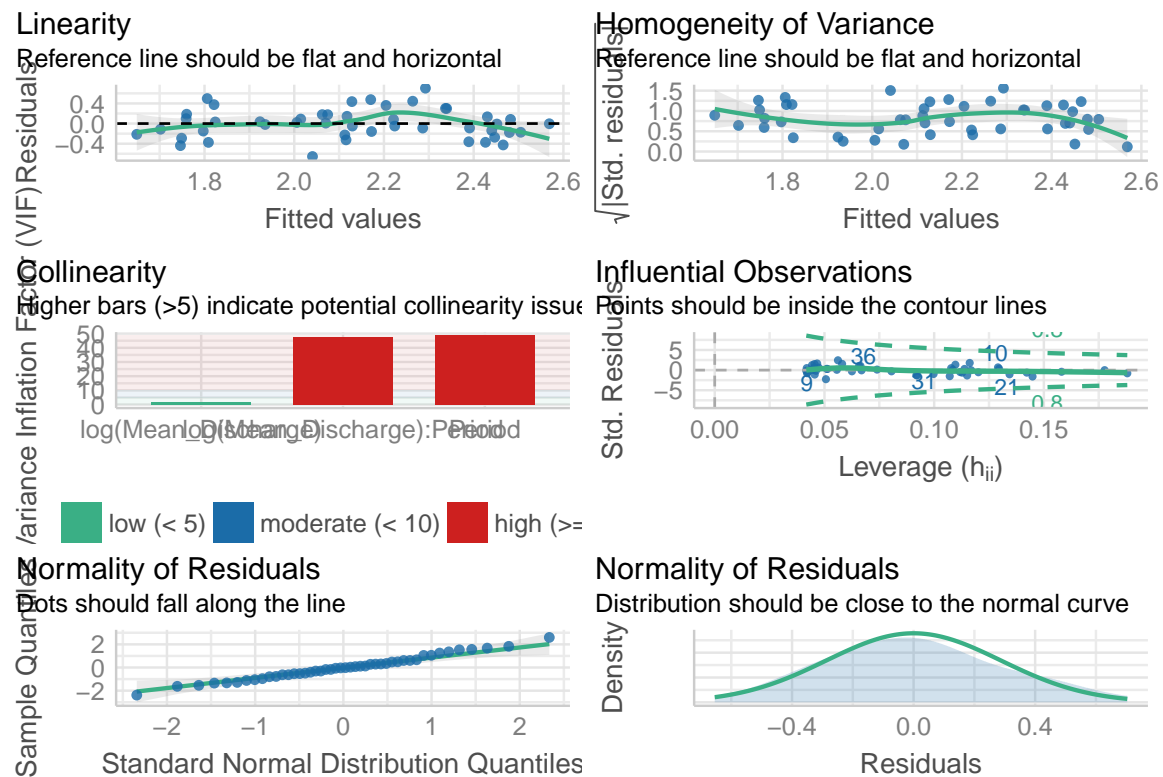 Linearity
Reference line should be flat and horizontal
Residuals
0.4
0.0
−0.4
1.8
2.0
2.2
2.4
2.6
Fitted values
Homogeneity of Variance
Reference line should be flat and horizontal
√|Std. residuals|
1.5
1.0
0.5
0.0
1.8
2.0
2.2
2.4
2.6
Fitted values
Collinearity
Higher bars (>5) indicate potential collinearity issue
Variance Inflation Factor (VIF)
50
40
30
20
10
0
log(Mean_Discharge)
log(Mean_Discharge):Period
Period
low (< 5)
moderate (< 10)
high (>=
Influential Observations
Points should be inside the contour lines
Std. Residuals
5
0
−5
0.8
36
10
9
31
21
0.8
0.00
0.05
0.10
0.15
Leverage (hii)
Normality of Residuals
Dots should fall along the line
Sample Quantiles
2
0
−2
−2
−1
0
1
2
Standard Normal Distribution Quantiles
Normality of Residuals
Distribution should be close to the normal curve
Density
−0.4
0.0
0.4
Residuals